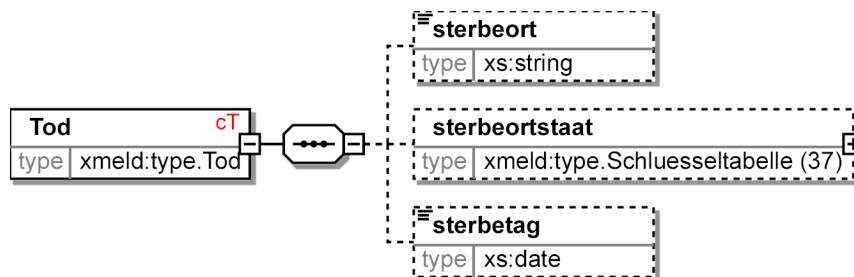 sterbeort
type xs:string
Tod cT
type xmeld:type.Tod
sterbeortstaat
type xmeld:type.Schluesseltabelle (37)
sterbetag
type xs:date